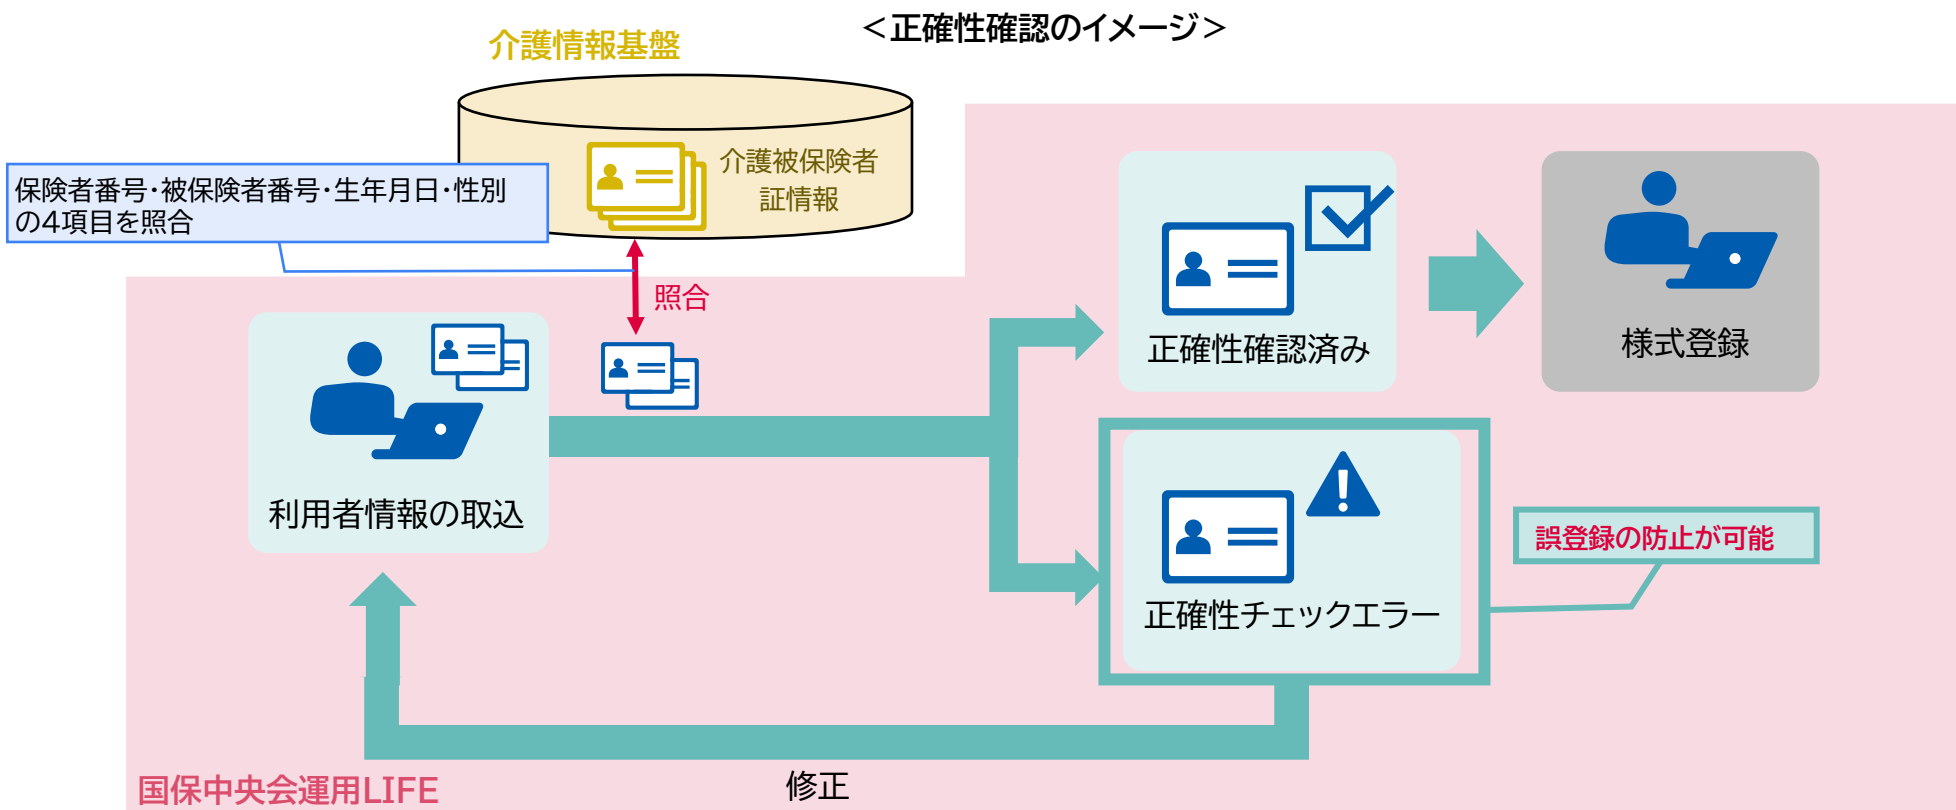 ＜正確性確認のイメージ＞
介護情報基盤
介護被保険者
証情報
保険者番号・被保険者番号・生年月日・性別
の4項目を照合
照合
利用者情報の取込
正確性確認済み
様式登録
正確性チェックエラー
誤登録の防止が可能
修正
国保中央会運用LIFE